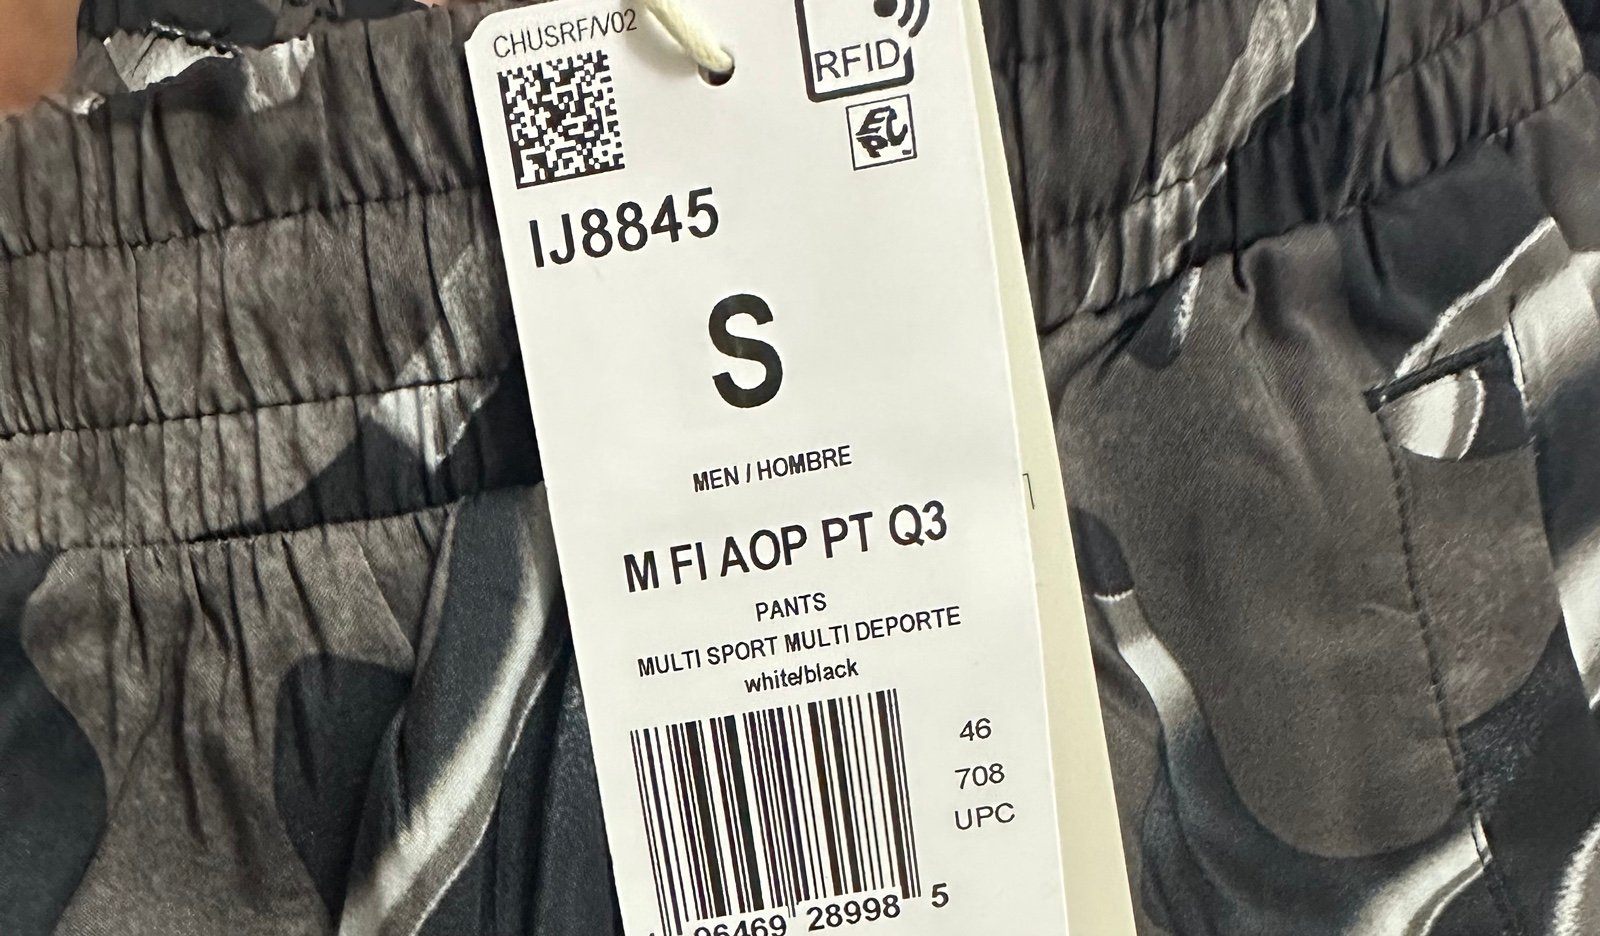 CHUSRF/V02
RFID
IJ8845
S
MEN / HOMBRE
M FI AOP PT Q3
PANTS
MULTI SPORT MULTI DEPORTE
white/black
46
708
UPC
96469 28998 5